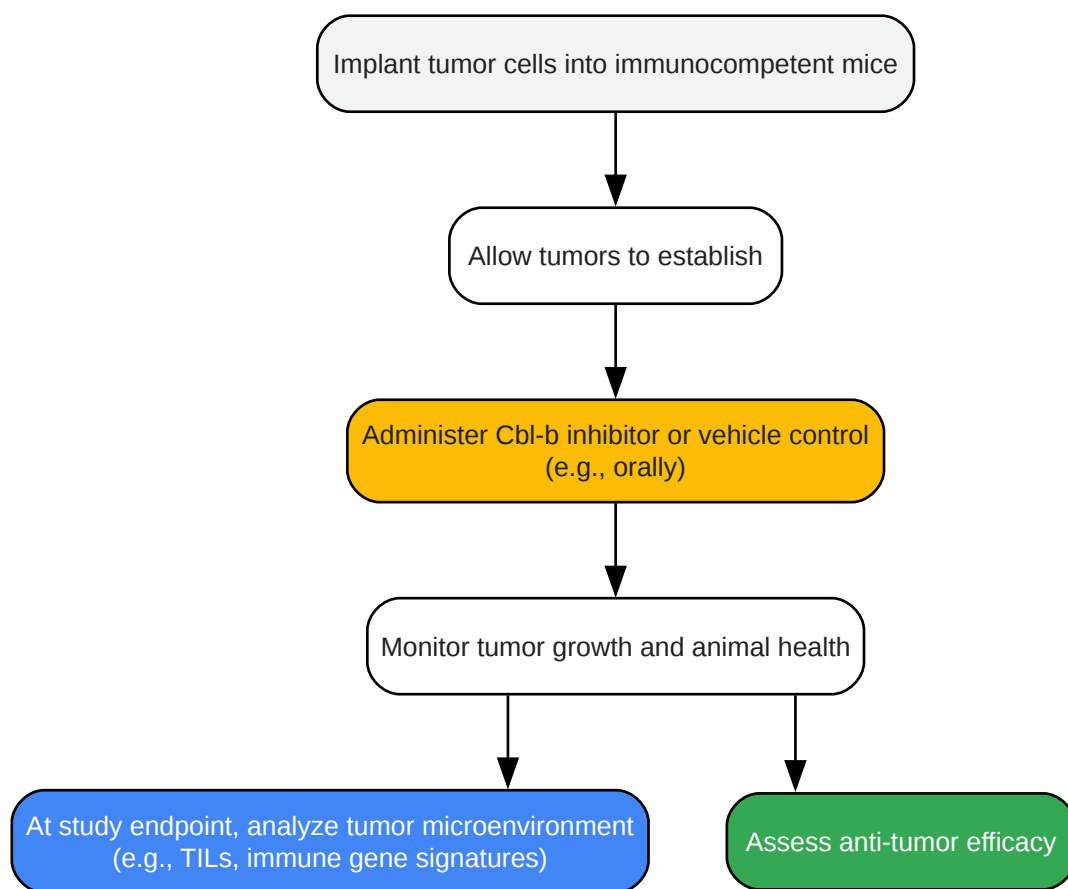 Implant tumor cells into immunocompetent mice
Allow tumors to establish
Administer Cbl-b inhibitor or vehicle control
(e.g., orally)
Monitor tumor growth and animal health
At study endpoint, analyze tumor microenvironment
(e.g., TILs, immune gene signatures)
Assess anti-tumor efficacy